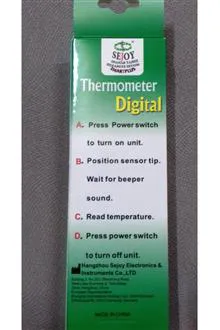 SEJOY
Thermometer
Digital
A. Press Power switch
to turn on unit.
B. Position sensor tip.
Wait for beeper
sound.
C. Read temperature.
D. Press power switch
to turn off unit.
Hangzhou Sejoy Electronics &
Instruments Co.,LTD
MADE IN CHINA